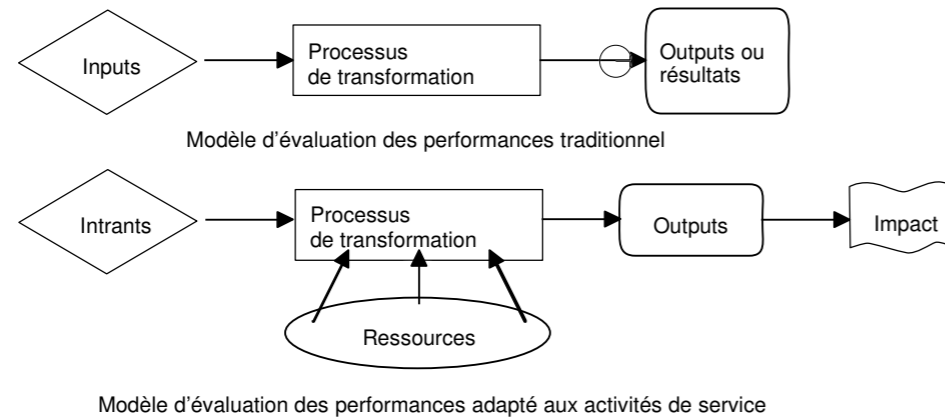 Inputs
Processus
de transformation
Outputs ou
résultats
Modèle d'évaluation des performances traditionnel
Intrants
Processus
de transformation
Outputs
Impact
Ressources
Modèle d'évaluation des performances adapté aux activités de service